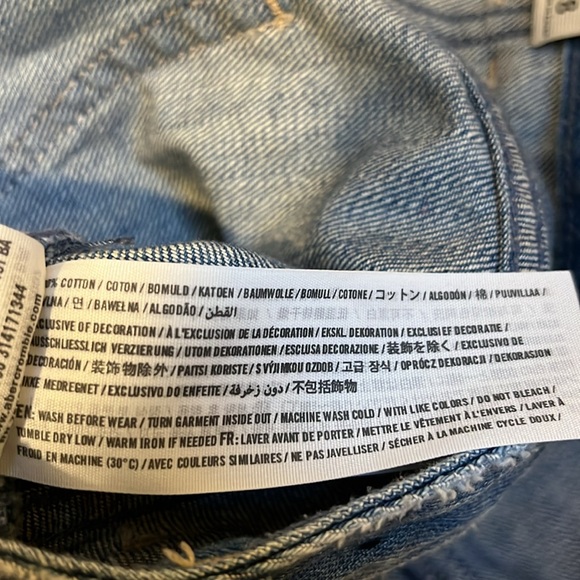 % COTTON / COTON / BOMULD / KATOEN / BAUMWOLLE / BOMULL / COTONE / コットン / ALGODÓN / 棉 / PUUVILLAA /
VLNA / 면 / BAWEŁNA / ALGODÃO / القطن
EXCLUSIVE OF DECORATION / À L'EXCLUSION DE LA DÉCORATION / EKSKL. DEKORATION / EXCLUSIEF DECORATIE /
AUSSCHLIESSLICH VERZIERUNG / UTOM DEKORATIONEN / ESCLUSA DECORAZIONE / 装飾を除く / EXCLUSIVO DE
DECORACIÓN / 装饰物除外 / PAITSI KORISTE / S VÝJIMKOU OZDOB / 고급 장식 / OPRÓCZ DEKORACJI / DEKORASJON
IKKE MEDREGNET / EXCLUSIVO DO ENFEITE / دون زخرفة / 不包括飾物
EN: WASH BEFORE WEAR / TURN GARMENT INSIDE OUT / MACHINE WASH COLD / WITH LIKE COLORS / DO NOT BLEACH /
TUMBLE DRY LOW / WARM IRON IF NEEDED FR: LAVER AVANT DE PORTER / METTRE LE VÊTEMENT À L'ENVERS / LAVER À
FROID EN MACHINE (30°C) / AVEC COULEURS SIMILAIRES / NE PAS JAVELLISER / SÉCHER À LA MACHINE CYCLE DOUX /
314171344
www.abercrombie.com